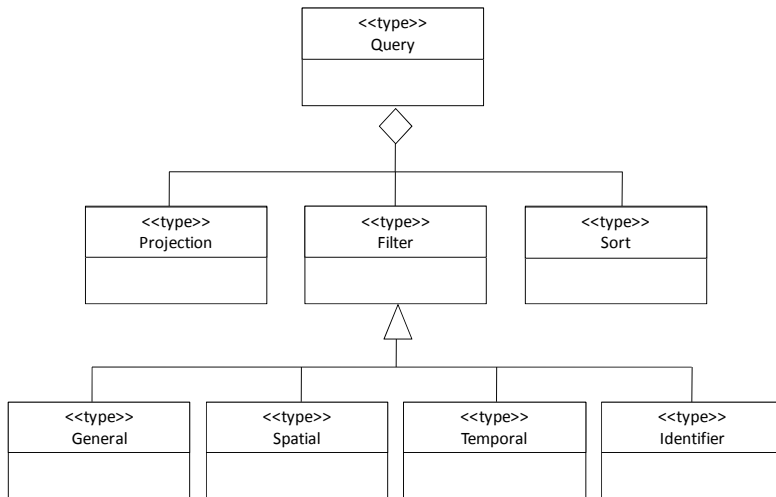 <<type>>
Query
<<type>>
Projection
<<type>>
Filter
<<type>>
Sort
<<type>>
General
<<type>>
Spatial
<<type>>
Temporal
<<type>>
Identifier